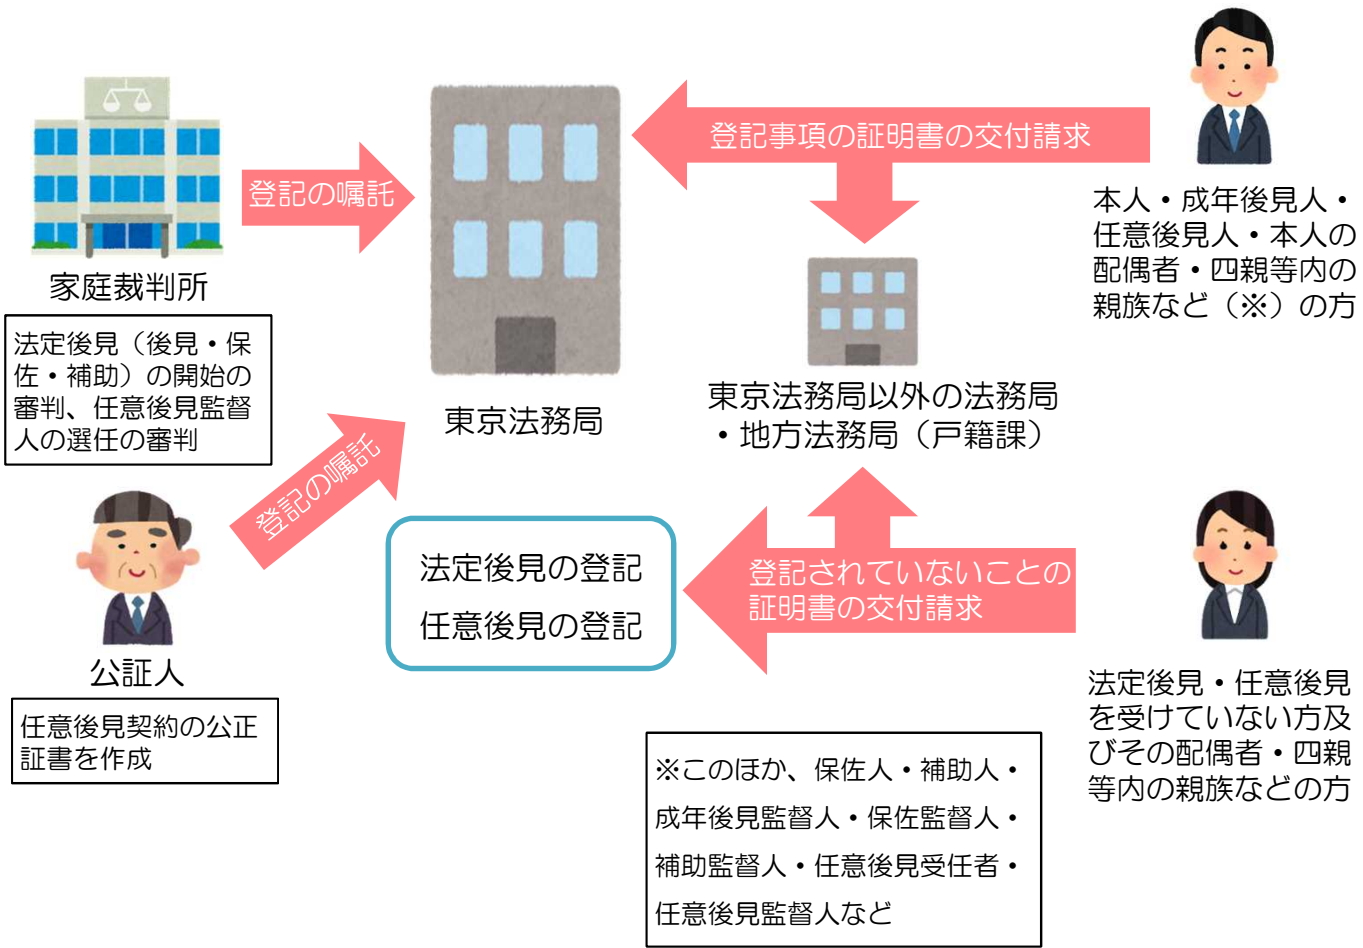 登記の嘱託
家庭裁判所
法定後見（後見・保
佐・補助）の開始の
審判、任意後見監督
人の選任の審判
登記の嘱託
公証人
任意後見契約の公正
証書を作成
東京法務局
法定後見の登記
任意後見の登記
登記事項の証明書の交付請求
本人・成年後見人・
任意後見人・本人の
配偶者・四親等内の
親族など（※）の方
東京法務局以外の法務局
・地方法務局（戸籍課）
登記されていないことの
証明書の交付請求
法定後見・任意後見
を受けていない方及
びその配偶者・四親
等内の親族などの方
※このほか、保佐人・補助人・
成年後見監督人・保佐監督人・
補助監督人・任意後見受任者・
任意後見監督人など